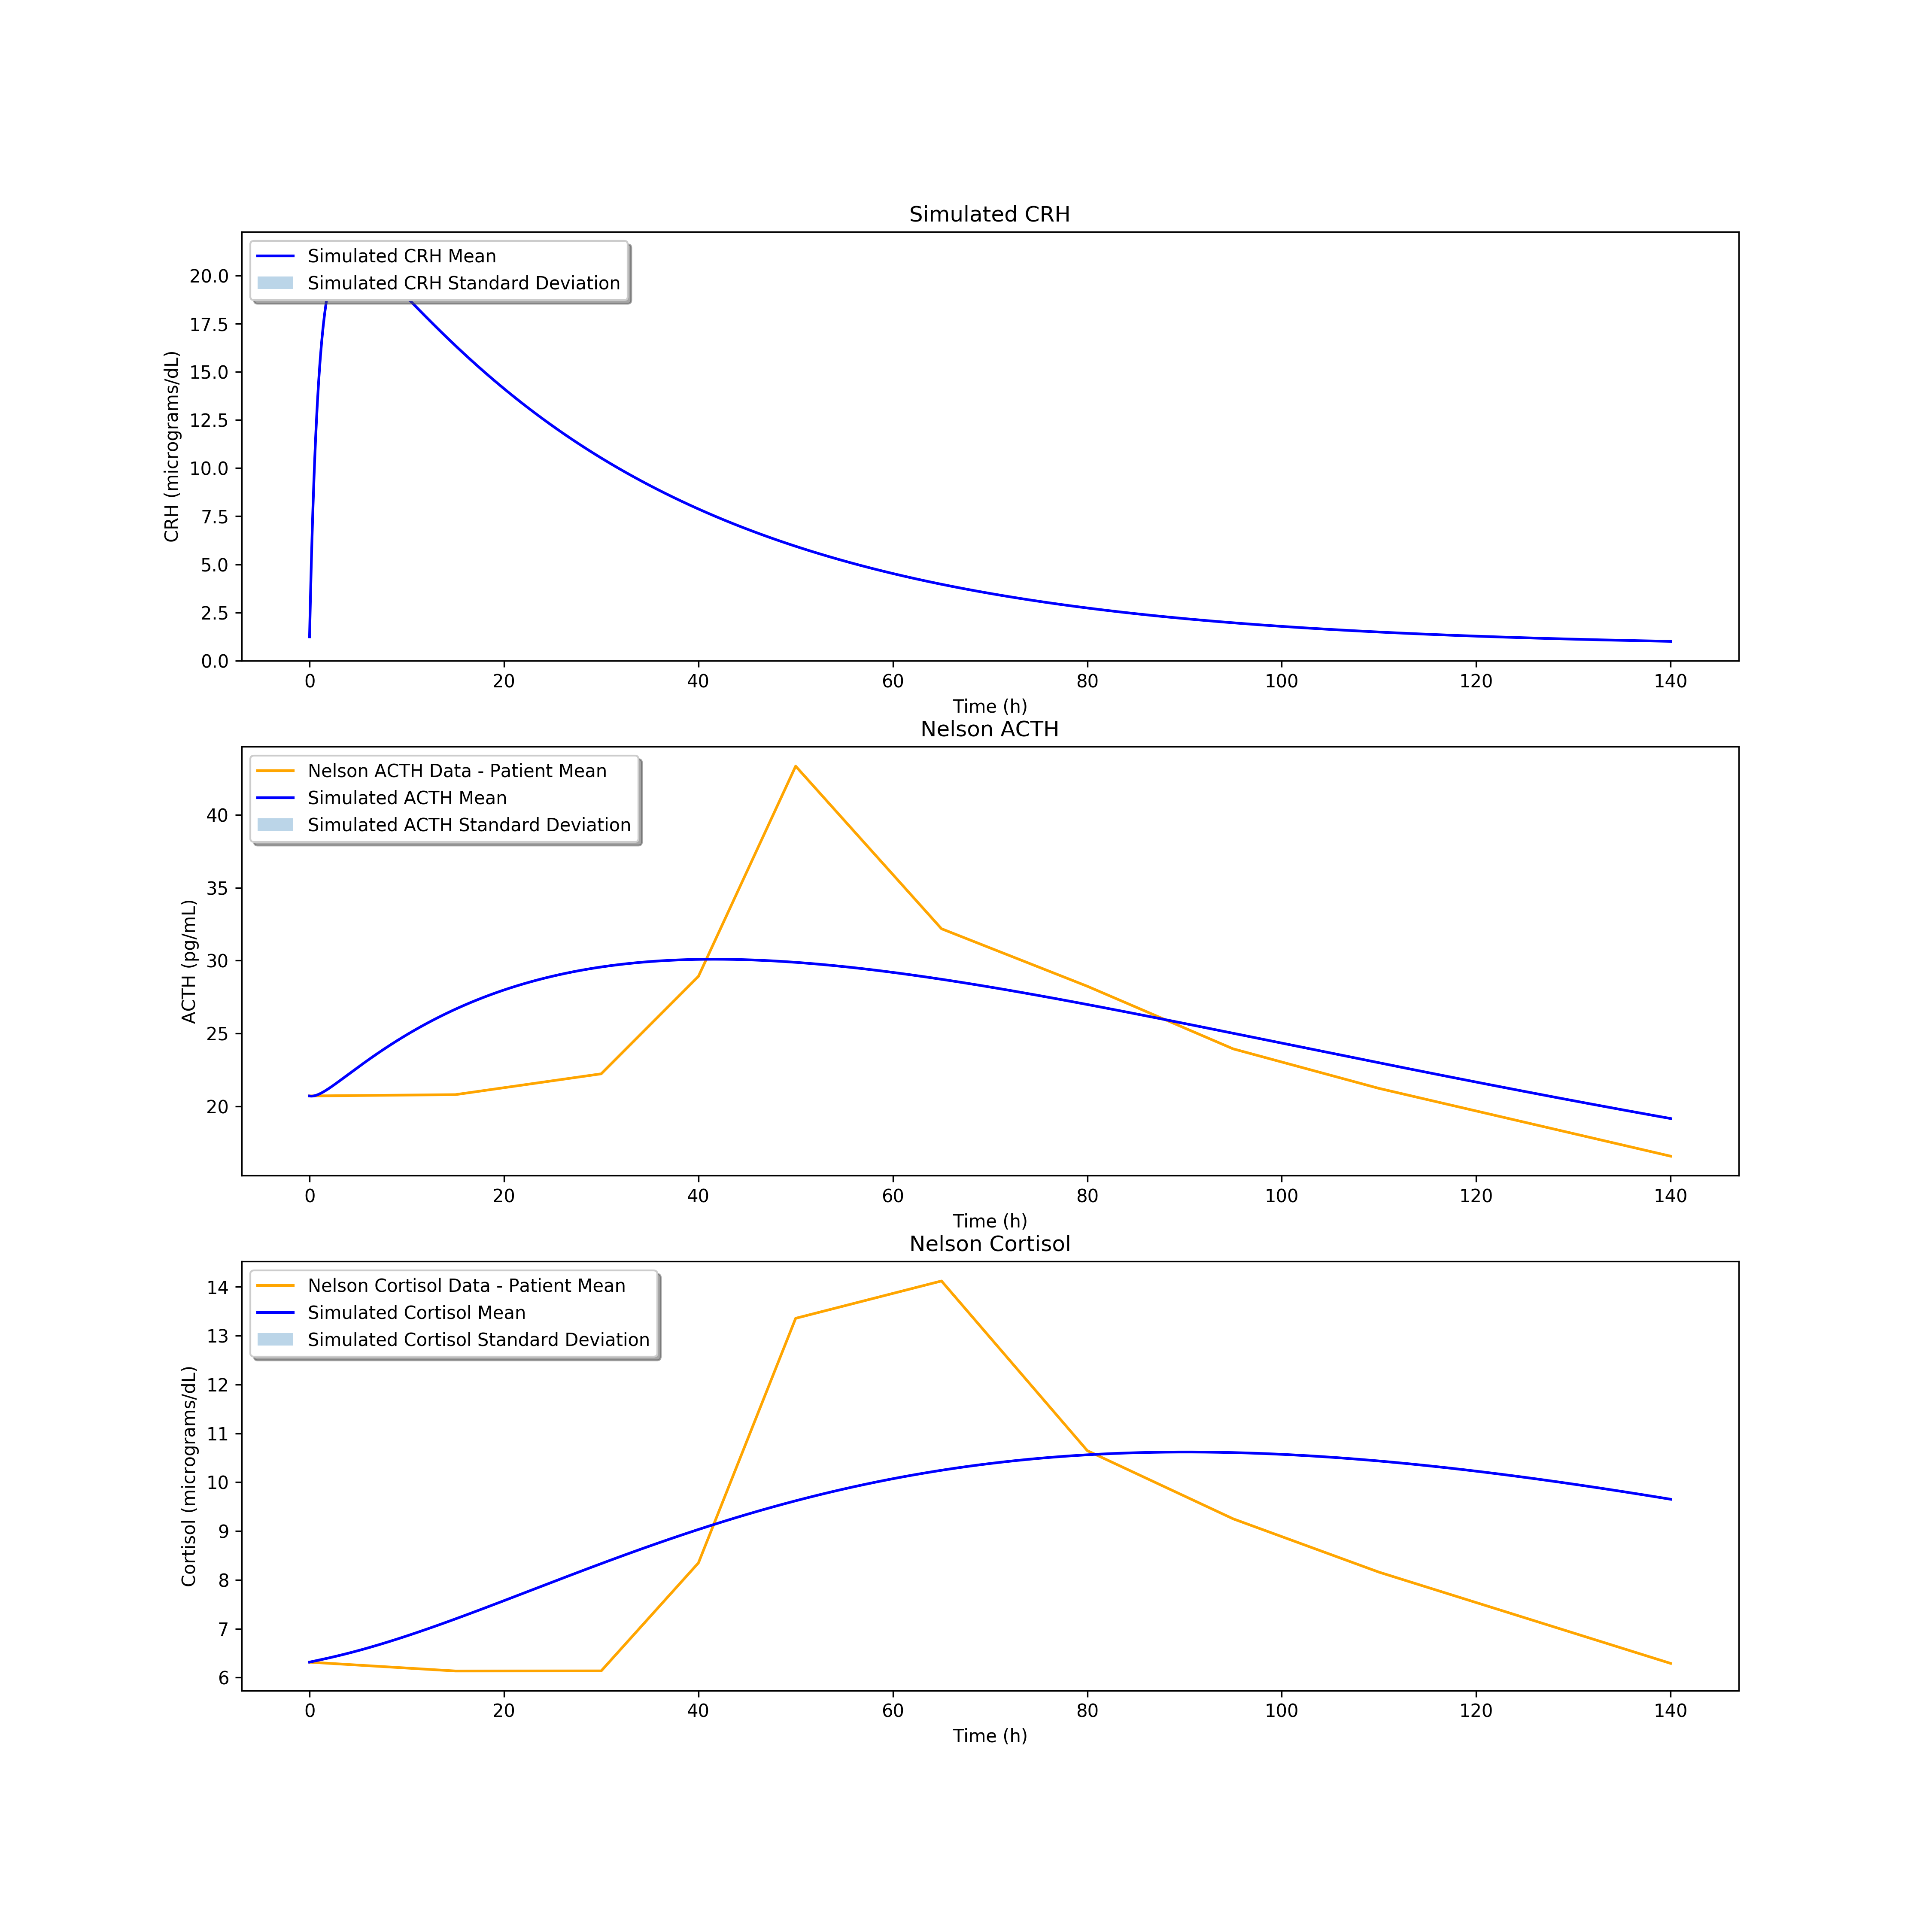 Simulated CRH
Simulated CRH Mean
Simulated CRH Standard Deviation
CRH (micrograms/dL)
20.0
17.5
15.0
12.5
10.0
7.5
5.0
2.5
0.0
0 20 40 60 80 100 120 140
Time (h)
Nelson ACTH
Nelson ACTH Data - Patient Mean
Simulated ACTH Mean
Simulated ACTH Standard Deviation
ACTH (pg/mL)
40
35
30
25
20
0 20 40 60 80 100 120 140
Time (h)
Nelson Cortisol
Nelson Cortisol Data - Patient Mean
Simulated Cortisol Mean
Simulated Cortisol Standard Deviation
Cortisol (micrograms/dL)
14
13
12
11
10
9
8
7
6
0 20 40 60 80 100 120 140
Time (h)